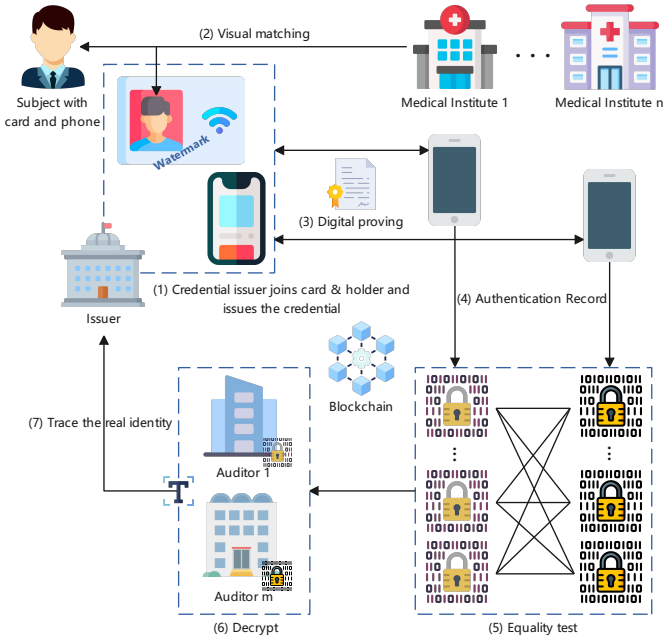 (2) Visual matching
Subject with
card and phone
Medical Institute 1
Medical Institute n
Watermark
(3) Digital proving
(1) Credential issuer joins card & holder and
issues the credential
Issuer
(4) Authentication Record
Blockchain
(7) Trace the real identity
Auditor 1
T
Auditor m
(6) Decrypt
(5) Equality test